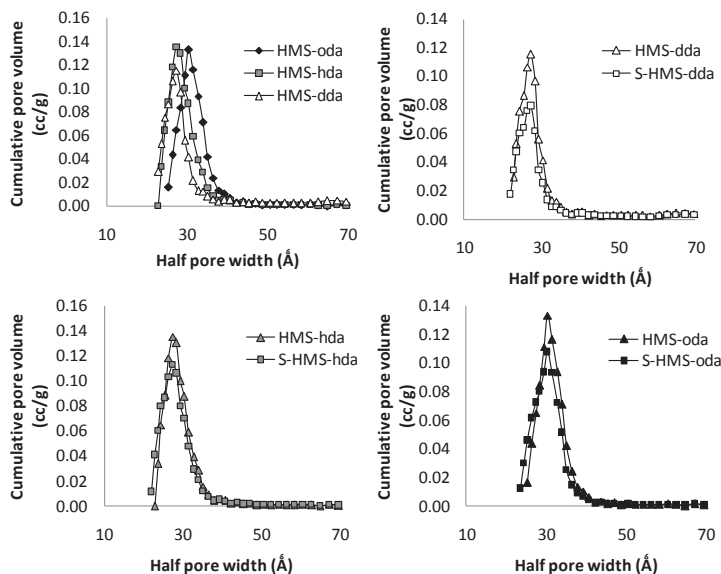 Cumulative pore volume
(cc/g)
0.16
0.14
0.12
0.10
0.08
0.06
0.04
0.02
0.00
HMS-oda
HMS-hda
HMS-dda
10
30
50
70
Half pore width (Å)
Cumulative pore volume
(cc/g)
0.14
0.12
0.10
0.08
0.06
0.04
0.02
0.00
HMS-dda
S-HMS-dda
10
30
50
70
Half pore width (Å)
Cumulative pore volume
(cc/g)
0.16
0.14
0.12
0.10
0.08
0.06
0.04
0.02
0.00
HMS-hda
S-HMS-hda
10
30
50
70
Half pore width (Å)
Cumulative pore volume
(cc/g)
0.14
0.12
0.10
0.08
0.06
0.04
0.02
0.00
HMS-oda
S-HMS-oda
10
30
50
70
Half pore width (Å)